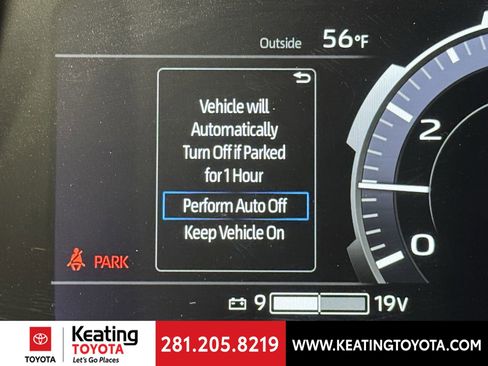 Outside 56°F
Vehicle will
Automatically
Turn Off if Parked
for 1 Hour
Perform Auto Off
Keep Vehicle On
2
0
PARK
9 19V
Keating
TOYOTA
TOYOTA Let's Go Places
281.205.8219
WWW.KEATINGTOYOTA.COM